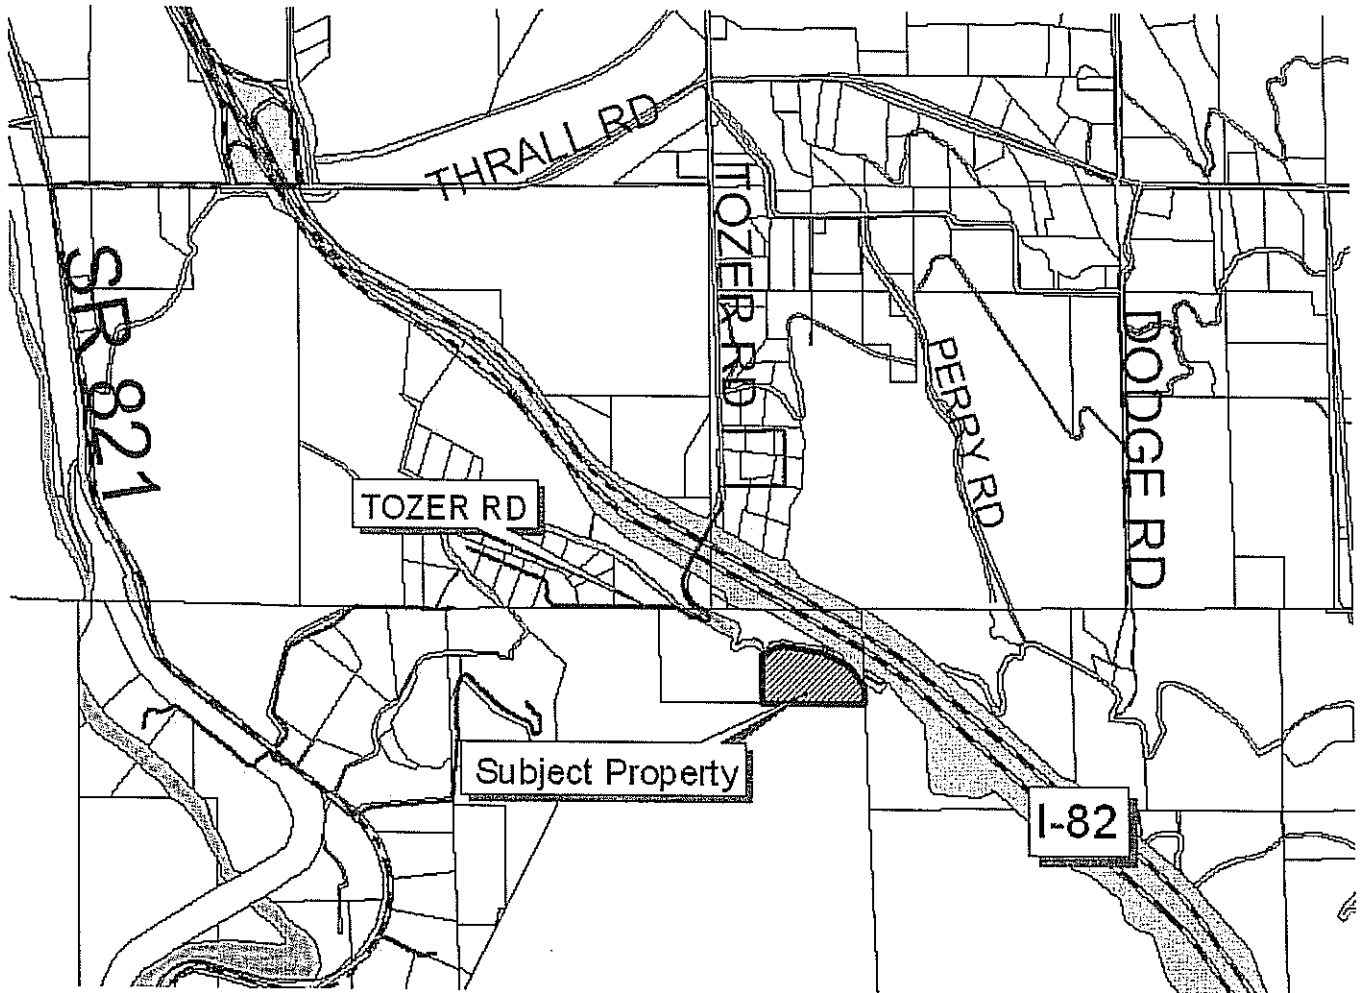 THRALL RD
TOZER RD
SR 821
PERRY RD
DODGE RD
TOZER RD
Subject Property
I-82